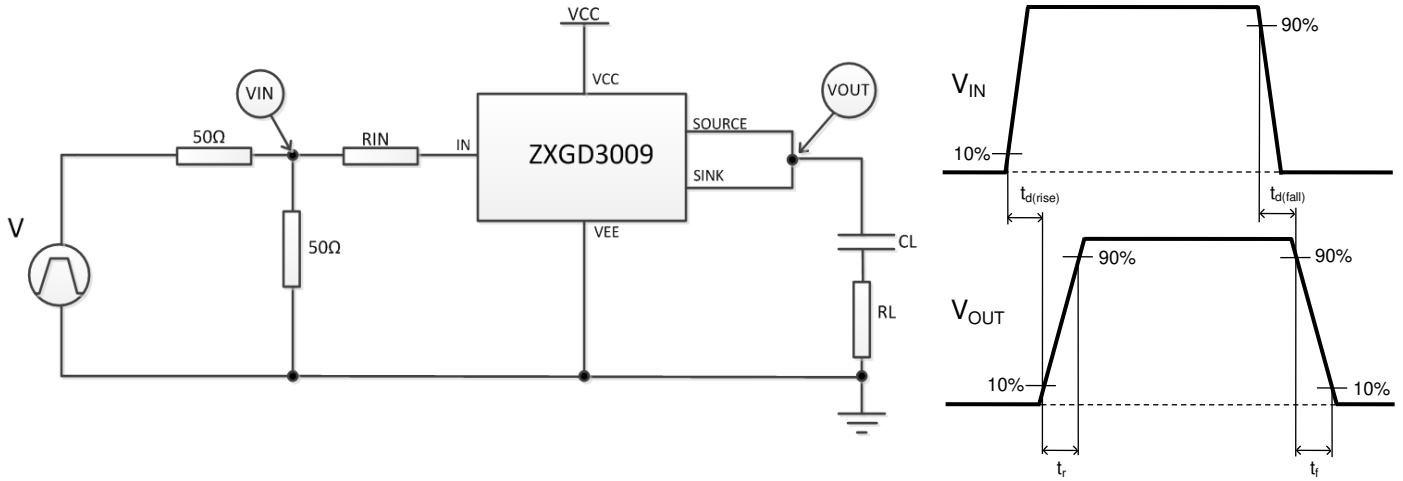 VCC
VCC
VIN
VOUT
50Ω
RIN
IN
ZXGD3009
SOURCE
SINK
V
50Ω
VEE
CL
RL
90%
VIN
10%
td(rise)
td(fall)
90%
90%
VOUT
10%
10%
tr
tf